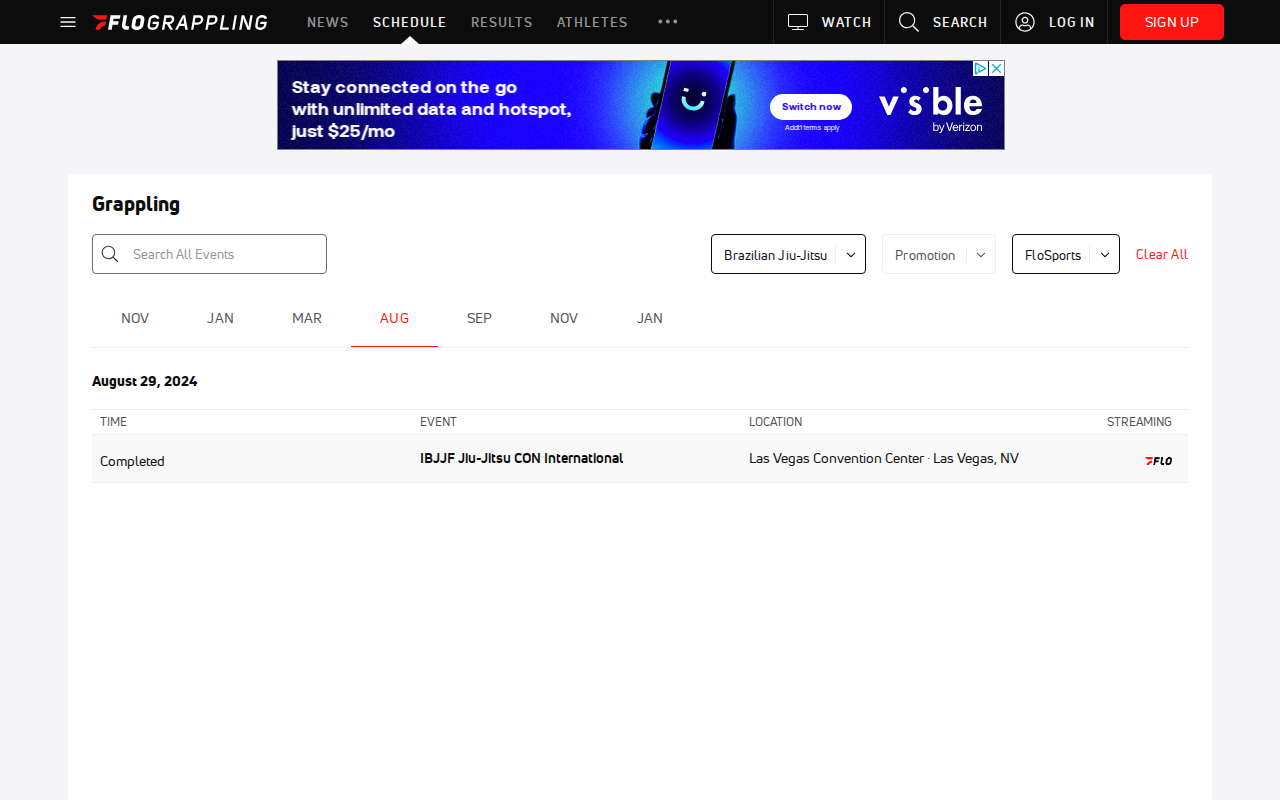 FLOGRAPPLING NEWS SCHEDULE RESULTS ATHLETES WATCH SEARCH LOG IN SIGN UP
Stay connected on the go
with unlimited data and hotspot,
just $25/mo
Switch now
Add'l terms apply
visible
by Verizon
Grappling
Search All Events
Brazilian Jiu-Jitsu
Promotion
FloSports
Clear All
NOV JAN MAR AUG SEP NOV JAN
August 29, 2024
TIME EVENT LOCATION STREAMING
Completed IBJJF Jiu-Jitsu CON International Las Vegas Convention Center · Las Vegas, NV FLO